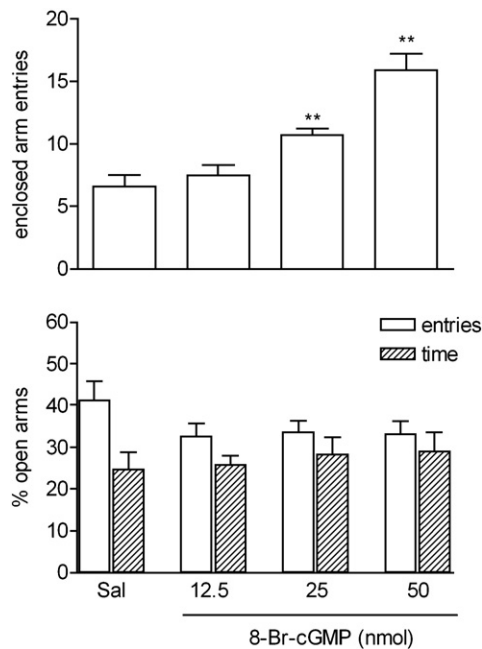 20
15
10
5
0
enclosed arm entries
**
**
60
50
40
30
20
10
0
% open arms
entries
time
Sal 12.5 25 50
8-Br-cGMP (nmol)